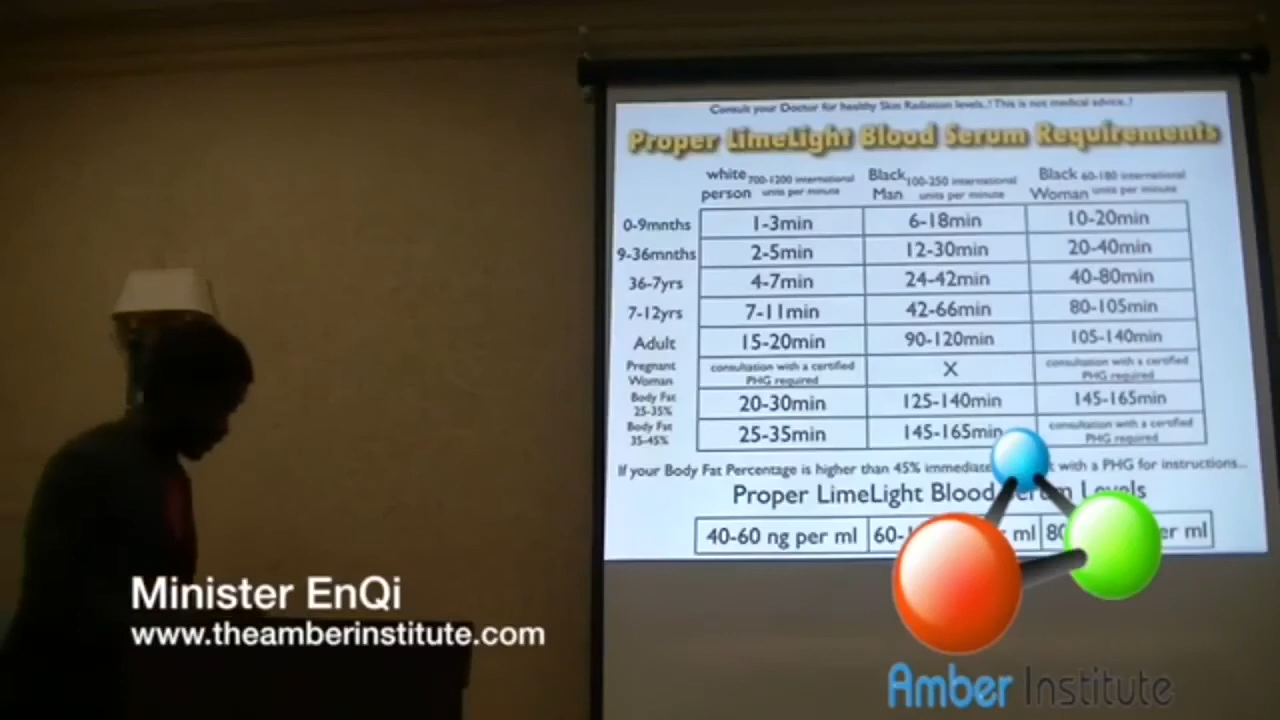 Consult your Doctor for healthy Skin Radiation levels..! This is not medical advice..!
Proper LimeLight Blood Serum Requirements
white person 700-1200 international units per minute Black Man 100-250 international units per minute Black Woman 60-180 international units per minute
0-9mnths 1-3min 6-18min 10-20min
9-36mnths 2-5min 12-30min 20-40min
36-7yrs 4-7min 24-42min 40-80min
7-12yrs 7-11min 42-66min 80-105min
Adult 15-20min 90-120min 105-140min
Pregnant Woman consultation with a certified PHG required X consultation with a certified PHG required
Body Fat 25-35% 20-30min 125-140min 145-165min
Body Fat 35-45% 25-35min 145-165min consultation with a certified PHG required
If your Body Fat Percentage is higher than 45% with a PHG for instructions...
Proper LimeLight Blood Serum Levels
40-60 ng per ml 60- ml 80 per ml
Minister EnQi
www.theamberinstitute.com
Amber Institute